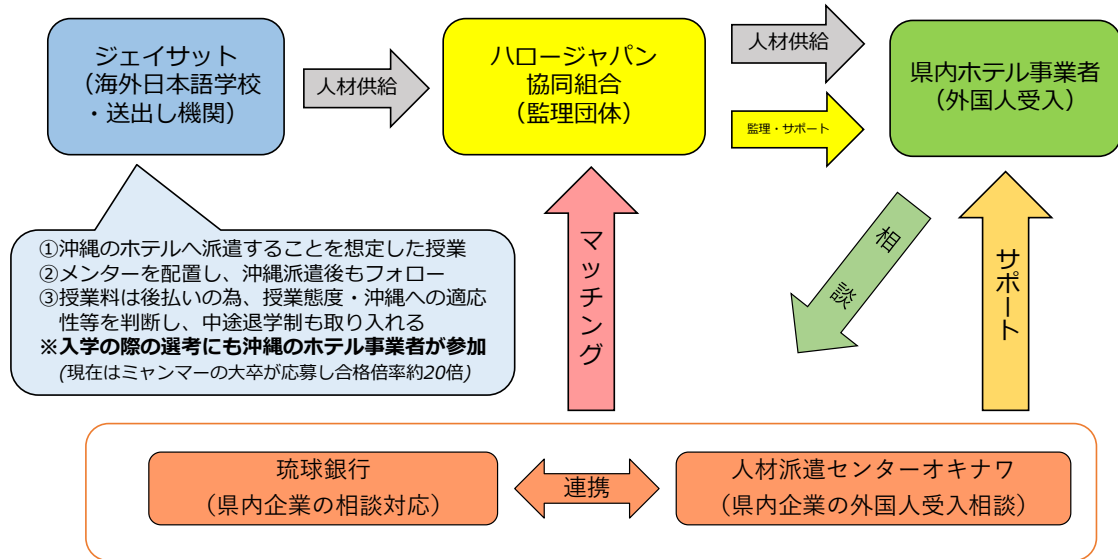 ジェイサット
(海外日本語学校
・送出し機関)
人材供給
ハロージャパン
協同組合
(監理団体)
人材供給
監理・サポート
県内ホテル事業者
(外国人受入)
①沖縄のホテルへ派遣することを想定した授業
②メンターを配置し、沖縄派遣後もフォロー
③授業料は後払いの為、授業態度・沖縄への適応
性等を判断し、中途退学制も取り入れる
※入学の際の選考にも沖縄のホテル事業者が参加
(現在はミャンマーの大卒が応募し合格倍率約20倍)
マッチング
相談
サポート
琉球銀行
(県内企業の相談対応)
連携
人材派遣センターオキナワ
(県内企業の外国人受入相談)